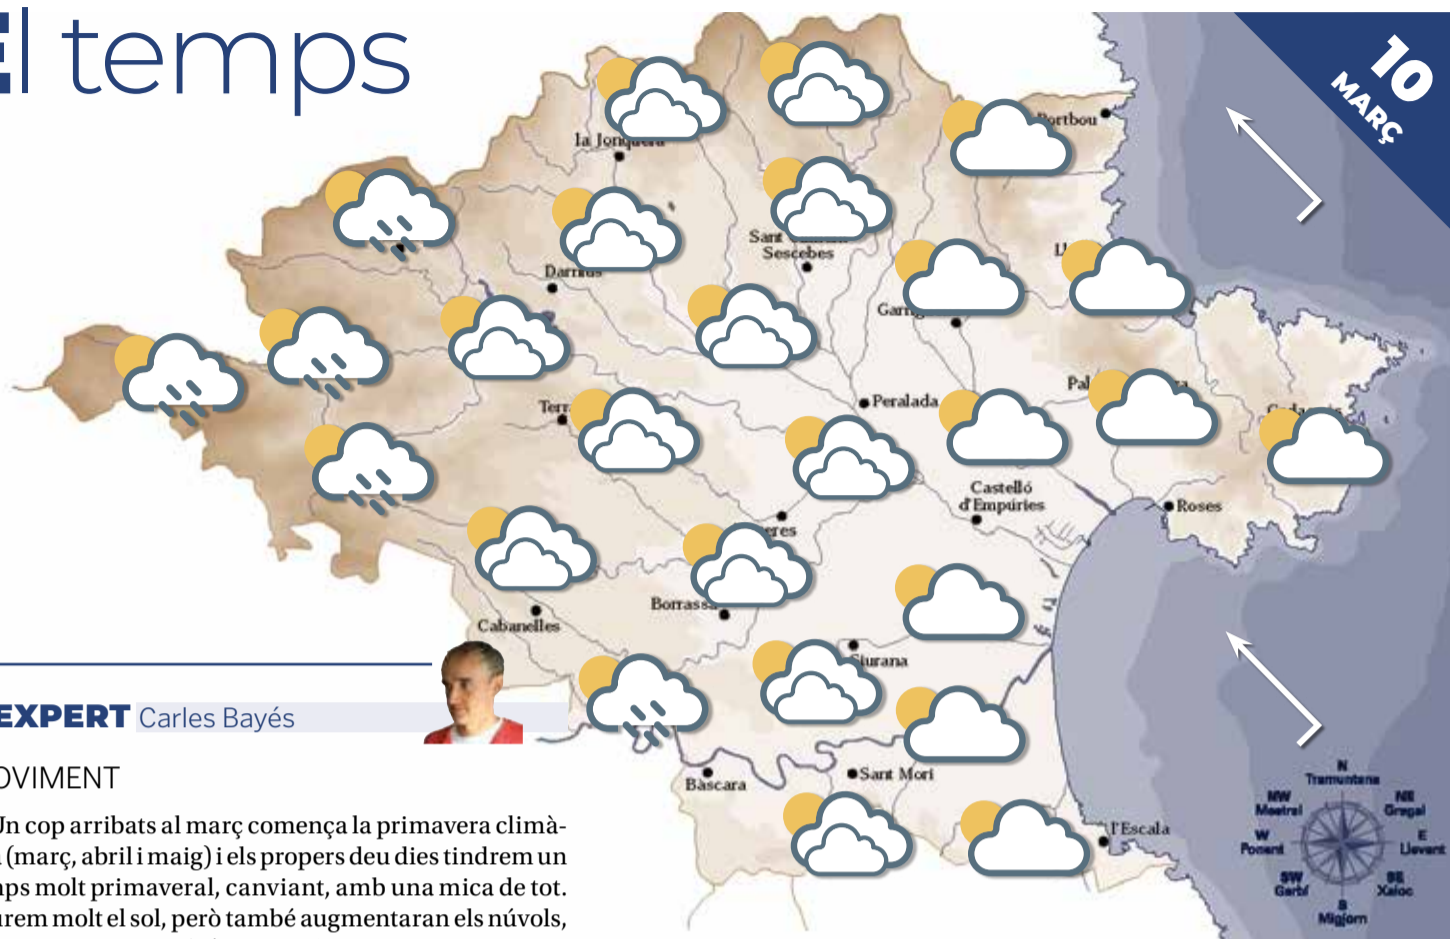 El temps
10
MARÇ
Portbou
la Jonquera
Sant
Sescebes
Darnius
Peralada
Castelló
d'Empúries
Roses
Borrassà
Cabanelles
Siurana
EXPERT Carles Bayés
Bàscara
Sant Mori
l'Escala
N
Tramuntana
NW
Mestral
NE
Gregal
W
Ponent
E
Llevant
SW
Garbí
SE
Xaloc
S
Migjorn
OVIMENT
Un cop arribats al març comença la primavera climà-
(març, abril i maig) i els propers deu dies tindrem un
mps molt primaveral, canviant, amb una mica de tot.
urem molt el sol, però també augmentaran els núvols,